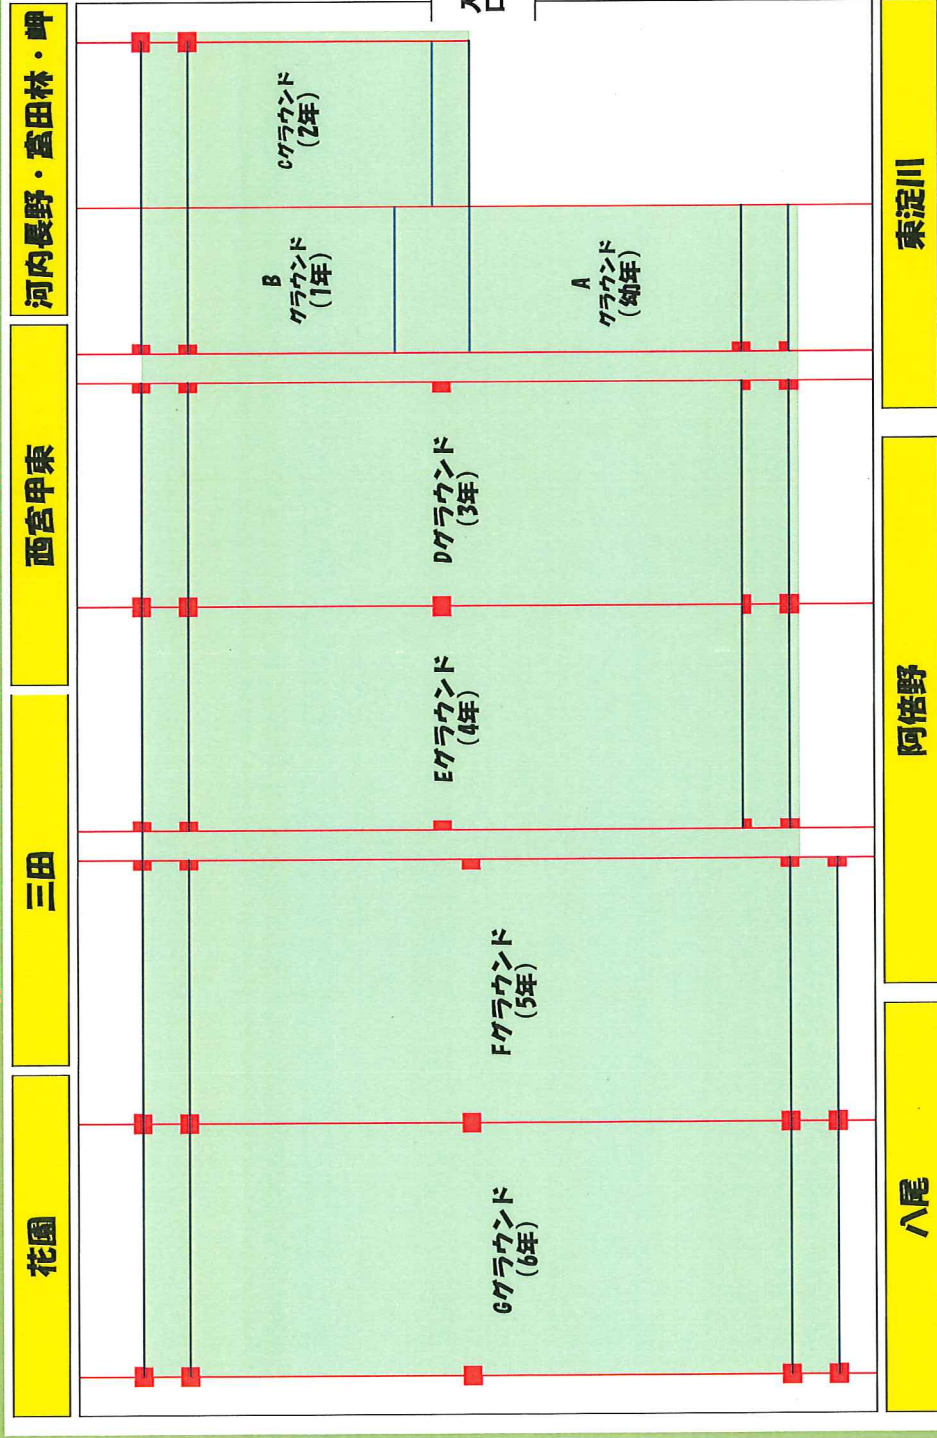 花園
三田
西宮甲東
河内長野・富田林・岬
Cグラウンド
(2年)
B
グラウンド
(1年)
Dグラウンド
(3年)
Eグラウンド
(4年)
Fグラウンド
(5年)
Gグラウンド
(6年)
A
グラウンド
(幼年)
八尾
阿倍野
東淀川